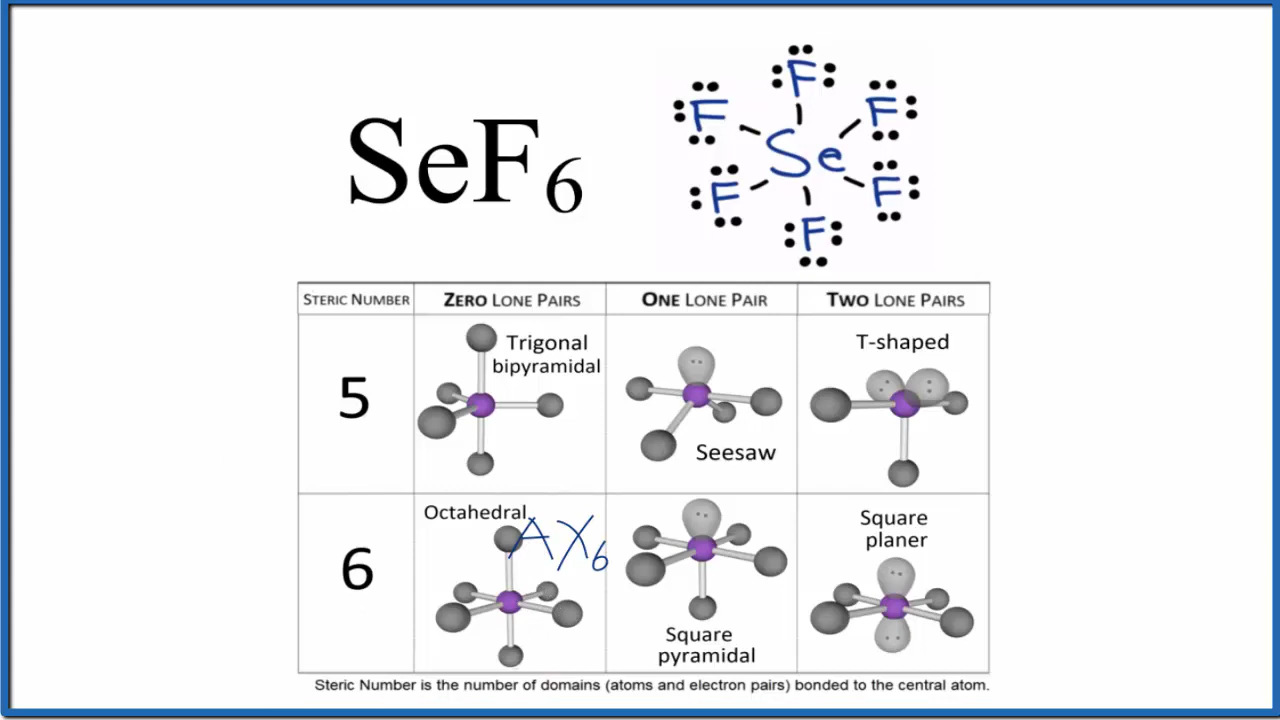 SeF6
F
F F
Se
F F
F
STERIC NUMBER ZERO LONE PAIRS ONE LONE PAIR TWO LONE PAIRS
5
Trigonal
bipyramidal
Seesaw
T-shaped
6
Octahedral
AX6
Square
pyramidal
Square
planer
Steric Number is the number of domains (atoms and electron pairs) bonded to the central atom.